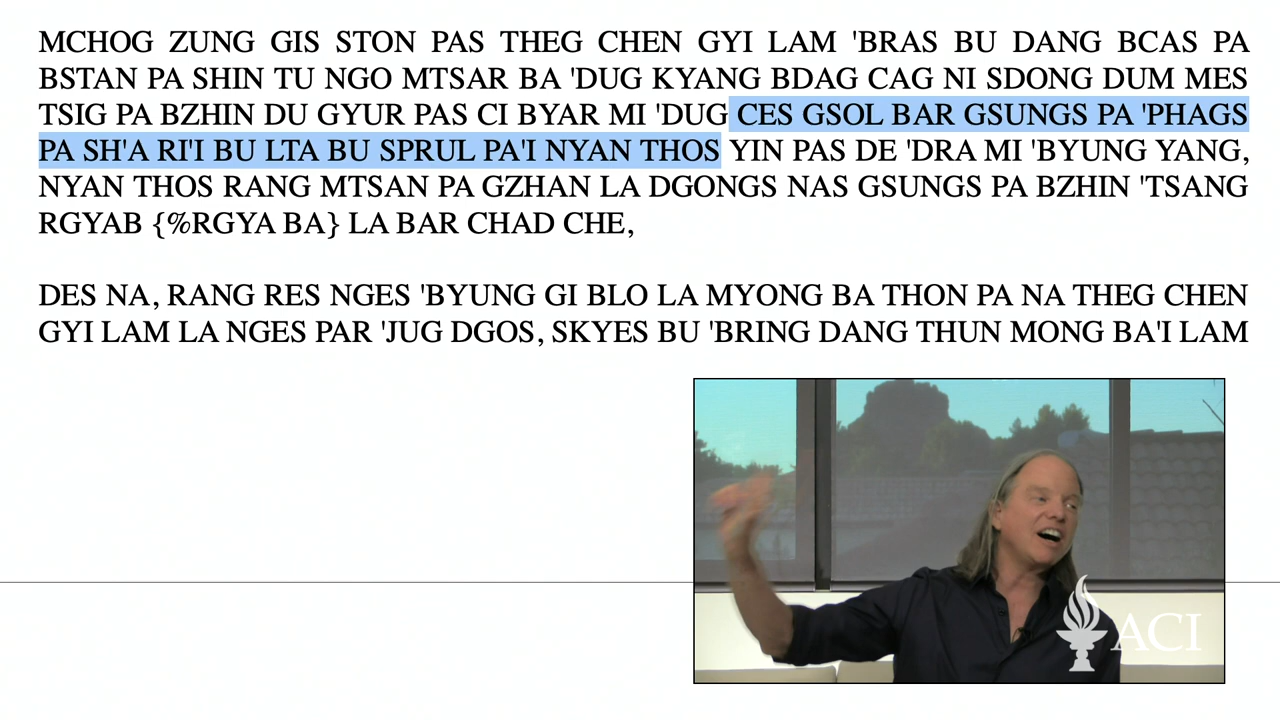 MCHOG ZUNG GIS STON PAS THEG CHEN GYI LAM 'BRAS BU DANG BCAS PA
BSTAN PA SHIN TU NGO MTSAR BA 'DUG KYANG BDAG CAG NI SDONG DUM MES
TSIG PA BZHIN DU GYUR PAS CI BYAR MI 'DUG CES GSOL BAR GSUNGS PA 'PHAGS
PA SH'A RI'I BU LTA BU SPRUL PA'I NYAN THOS YIN PAS DE 'DRA MI 'BYUNG YANG,
NYAN THOS RANG MTSAN PA GZHAN LA DGONGS NAS GSUNGS PA BZHIN 'TSANG
RGYAB {%RGYA BA} LA BAR CHAD CHE,
DES NA, RANG RES NGES 'BYUNG GI BLO LA MYONG BA THON PA NA THEG CHEN
GYI LAM LA NGES PAR 'JUG DGOS, SKYES BU 'BRING DANG THUN MONG BA'I LAM
ACI